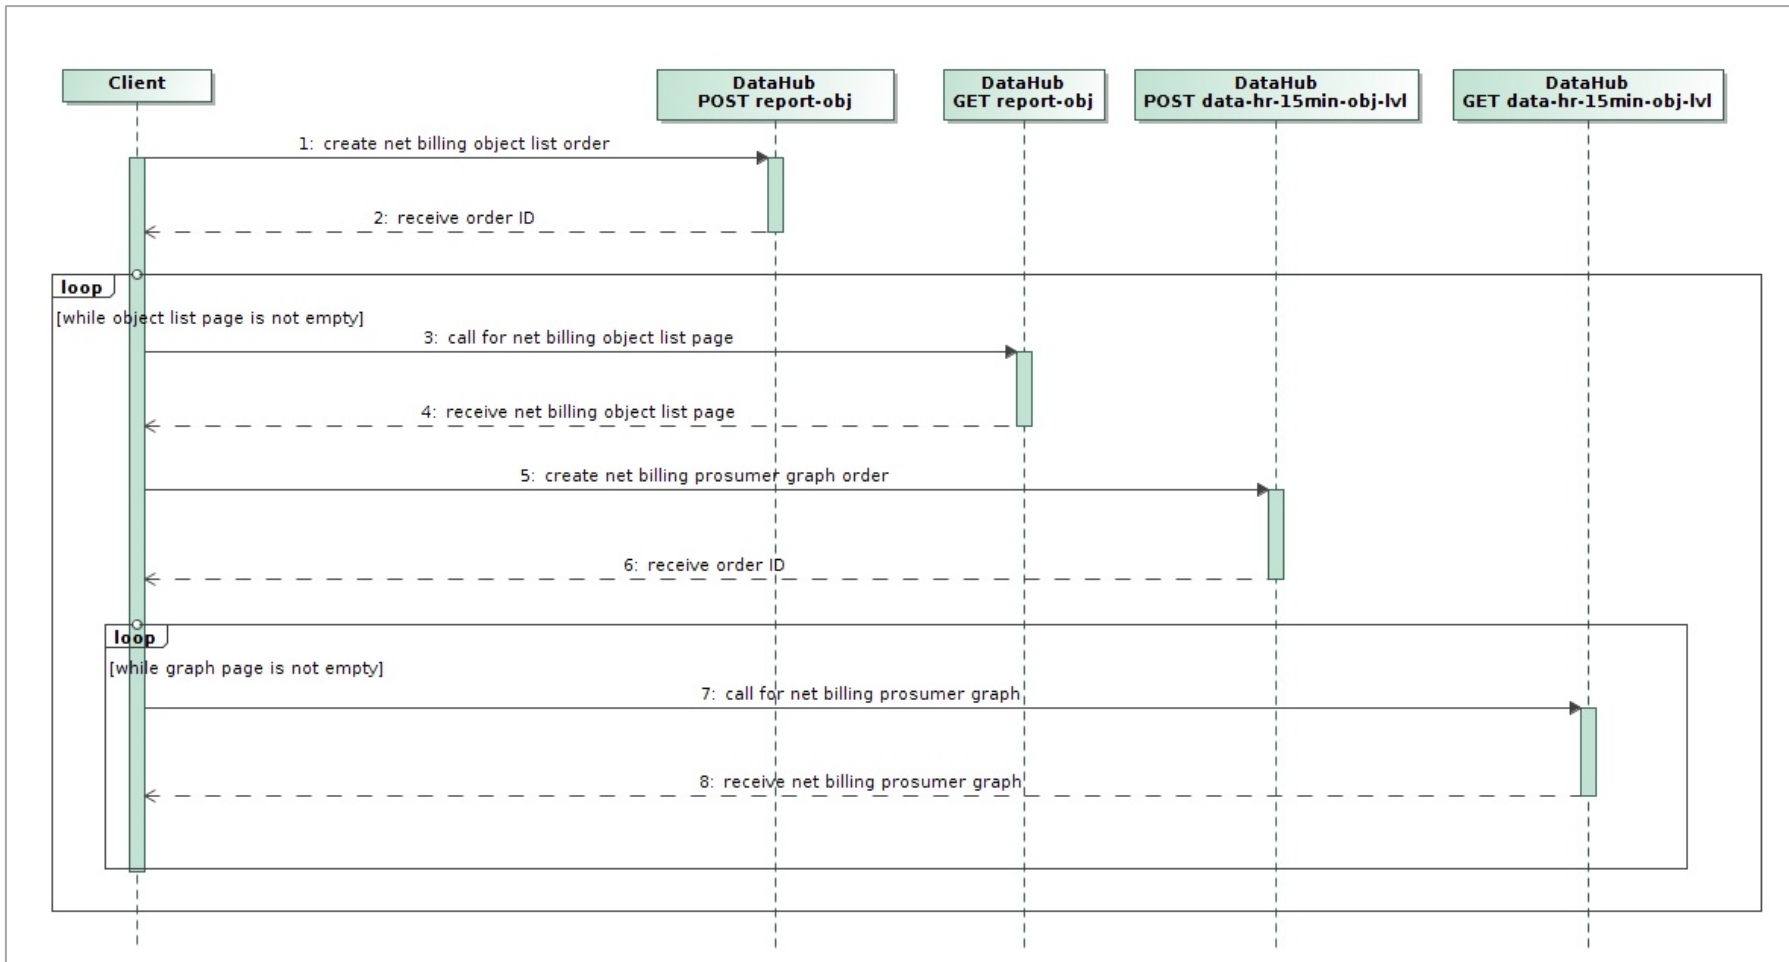 Client
DataHub
POST report-obj
DataHub
GET report-obj
DataHub
POST data-hr-15min-obj-lvl
DataHub
GET data-hr-15min-obj-lvl
1: create net billing object list order
2: receive order ID
loop
[while object list page is not empty]
3: call for net billing object list page
4: receive net billing object list page
5: create net billing prosumer graph order
6: receive order ID
loop
[while graph page is not empty]
7: call for net billing prosumer graph
8: receive net billing prosumer graph